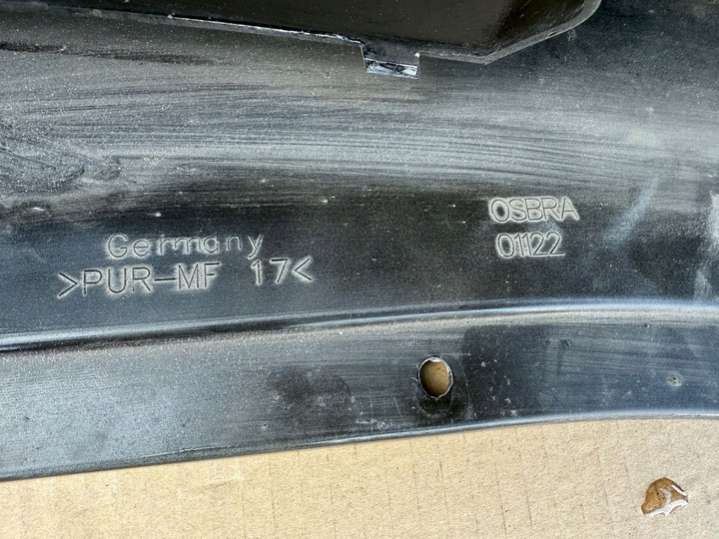 Germany
>PUR-MF 17<
OSBRA
01122